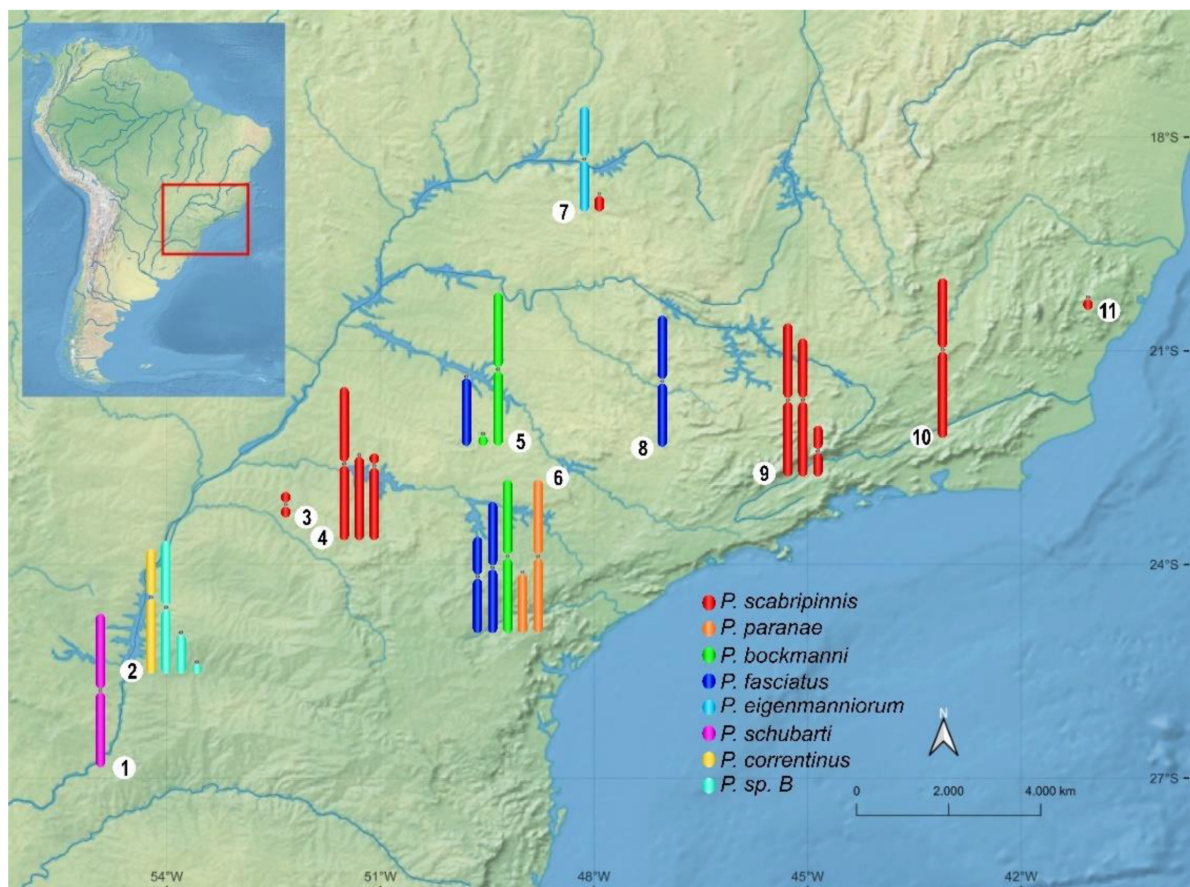 18°S
7
11
21°S
5
10
8
9
6
3
4
24°S
P. scabripinnis
P. paranae
P. bockmanni
2
P. fasciatus
P. eigenmanniorum
N
P. schubarti
1
P. correntinus
27°S
P. sp. B
0
2.000
4.000 km
54°W
51°W
48°W
45°W
42°W